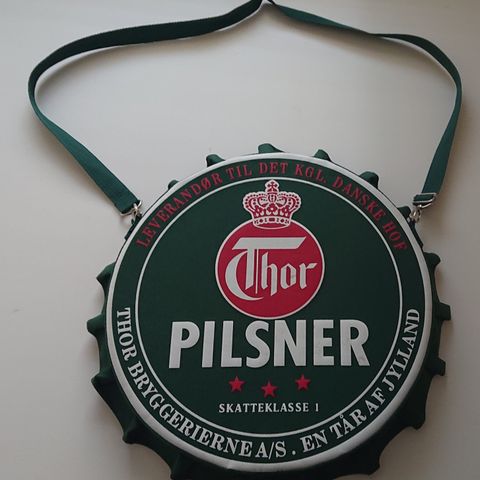 LEVERANDØR TIL DET KGL. DANSKE HOF
Thor
PILSNER
SKATTEKLASSE 1
THOR BRYGGERIERNE A/S . EN TÅR AF JYLLAND